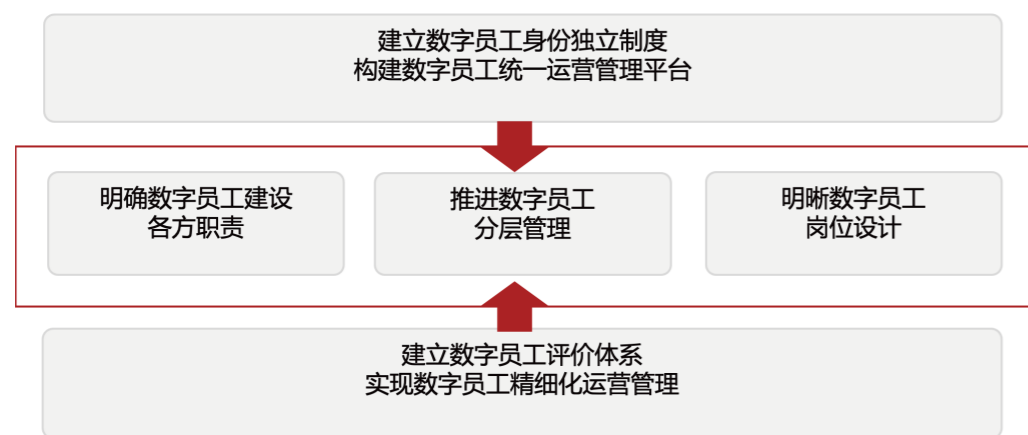 建立数字员工身份独立制度
构建数字员工统一运营管理平台
明确数字员工建设
各方职责
推进数字员工
分层管理
明晰数字员工
岗位设计
建立数字员工评价体系
实现数字员工精细化运营管理